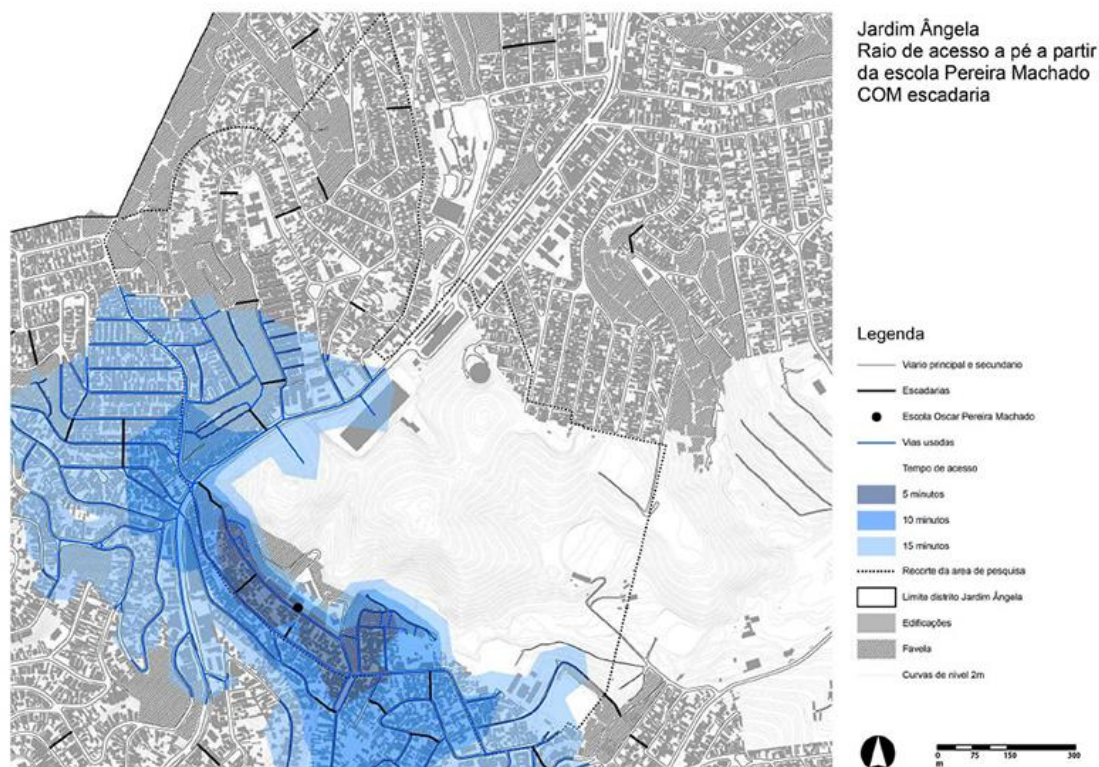 Jardim Ângela
Raio de acesso a pé a partir
da escola Pereira Machado
COM escadaria
Legenda
Viario principal e secundario
Escadarias
Escola Oscar Pereira Machado
Vias usadas
Tempo de acesso
5 minutos
10 minutos
15 minutos
Recorte da area de pesquisa
Limite distrito Jardim Ângela
Edificações
Favela
Curvas de nivel 2m
0 75 150 300
m